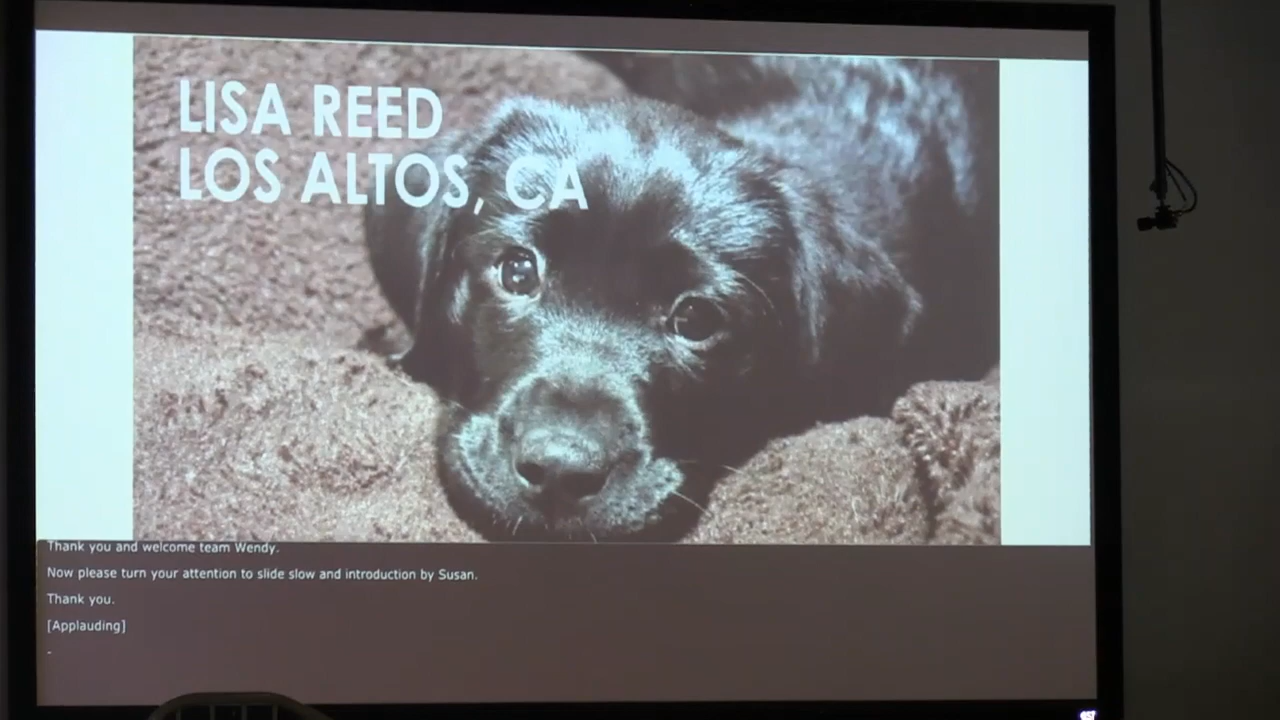 LISA REED
LOS ALTOS, CA
Thank you and welcome team Wendy.
Now please turn your attention to slide slow and introduction by Susan.
Thank you.
[Applauding]
-